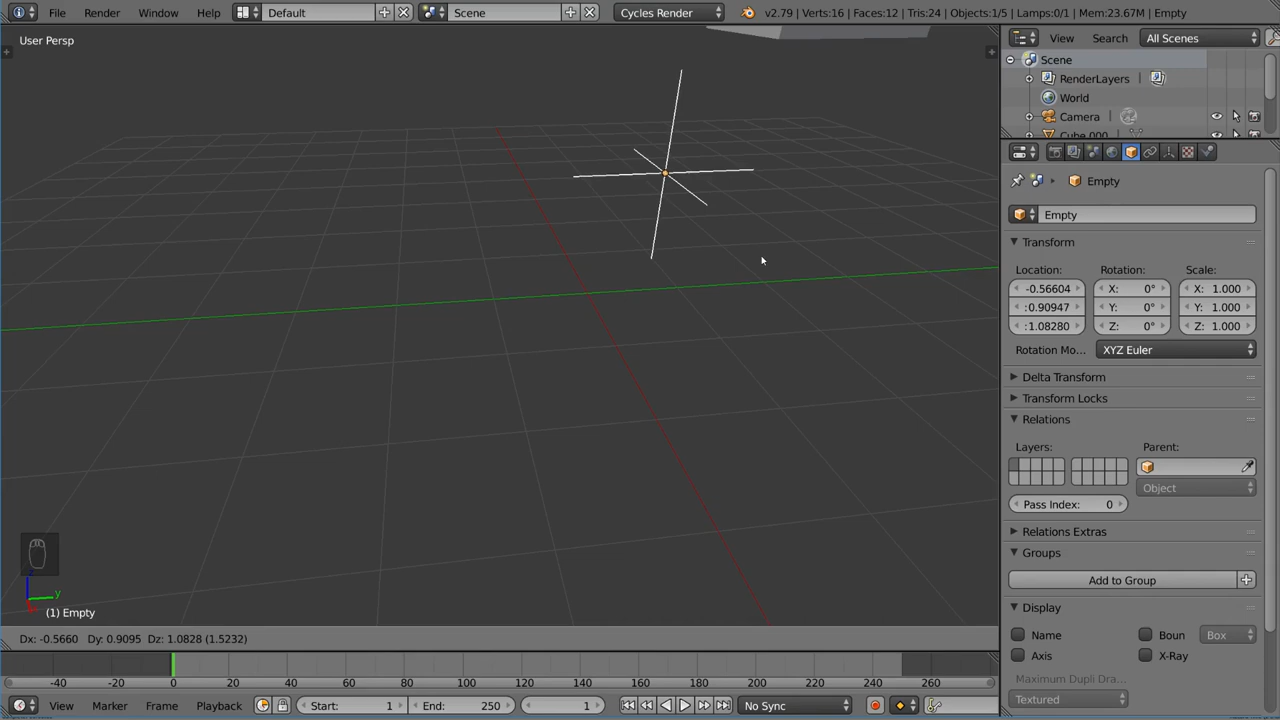 File Render Window Help Default Scene Cycles Render v2.79 | Verts:16 | Faces:12 | Tris:24 | Objects:1/5 | Lamps:0/1 | Mem:23.67M | Empty
User Persp
View Search All Scenes
Scene
RenderLayers
World
Camera
Cube.000
Empty
Empty
Transform
Location: Rotation: Scale:
-0.56604 X: 0° X: 1.000
:0.90947 Y: 0° Y: 1.000
:1.08280 Z: 0° Z: 1.000
Rotation Mo... XYZ Euler
Delta Transform
Transform Locks
Relations
Layers: Parent:
Object
Pass Index: 0
Relations Extras
Groups
Add to Group
Display
Name Boun Box
Axis X-Ray
Maximum Dupli Dra...
Textured
y
(1) Empty
Dx: -0.5660 Dy: 0.9095 Dz: 1.0828 (1.5232)
-40 -20 0 20 40 60 80 100 120 140 160 180 200 220 240 260
View Marker Frame Playback Start: 1 End: 250 1 No Sync